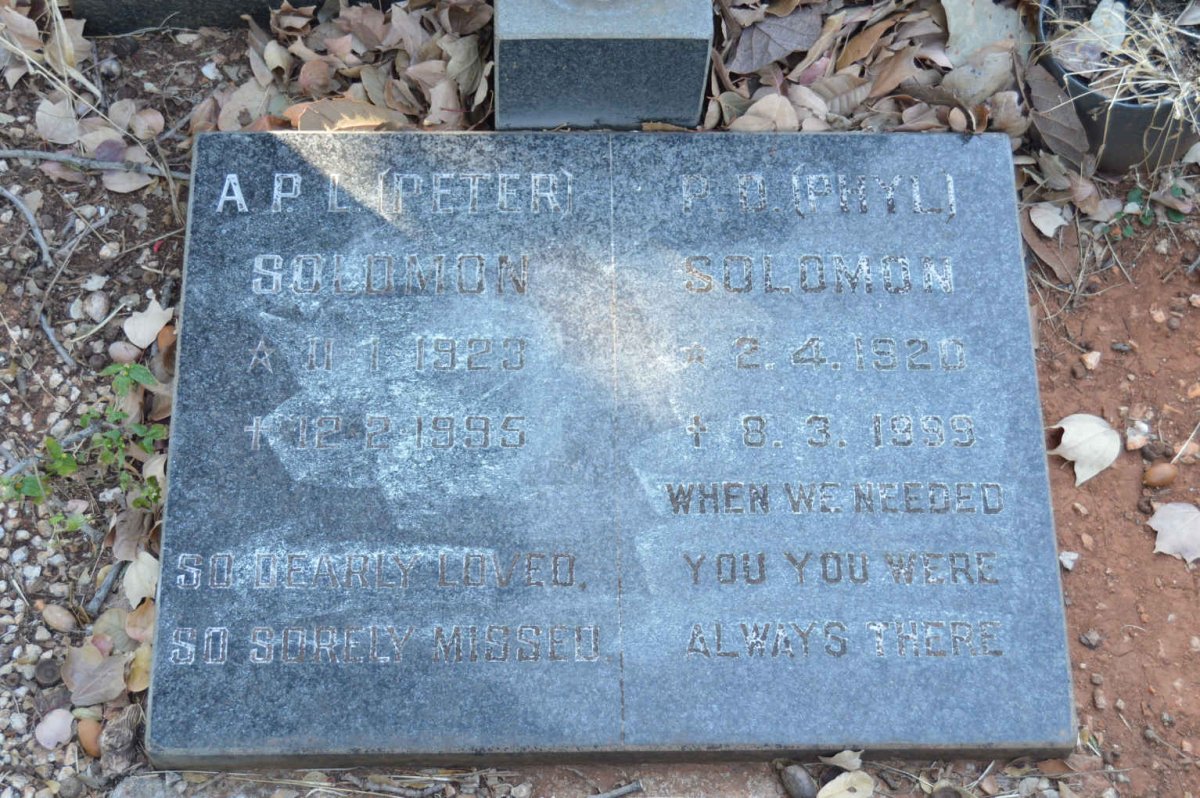 A.P.L.(PETER)
SOLOMON
★ 11.1.1923
✝ 12.2.1995
SO DEARLY LOVED,
SO SORELY MISSED.
P.D.(PHYL)
SOLOMON
★ 2.4.1920
✝ 8.3.1999
WHEN WE NEEDED
YOU YOU WERE
ALWAYS THERE